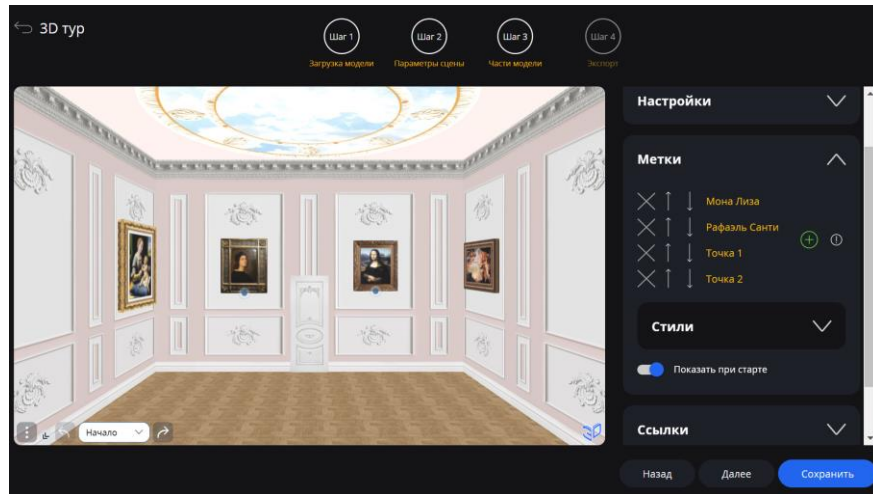 3D тур
Шаг 1
Загрузка модели
Шаг 2
Параметры сцены
Шаг 3
Части модели
Шаг 4
Экспорт
Настройки
Метки
Мона Лиза
Рафаэль Санти
Точка 1
Точка 2
Стили
Показать при старте
Начало
3D
Ссылки
Назад
Далее
Сохранить